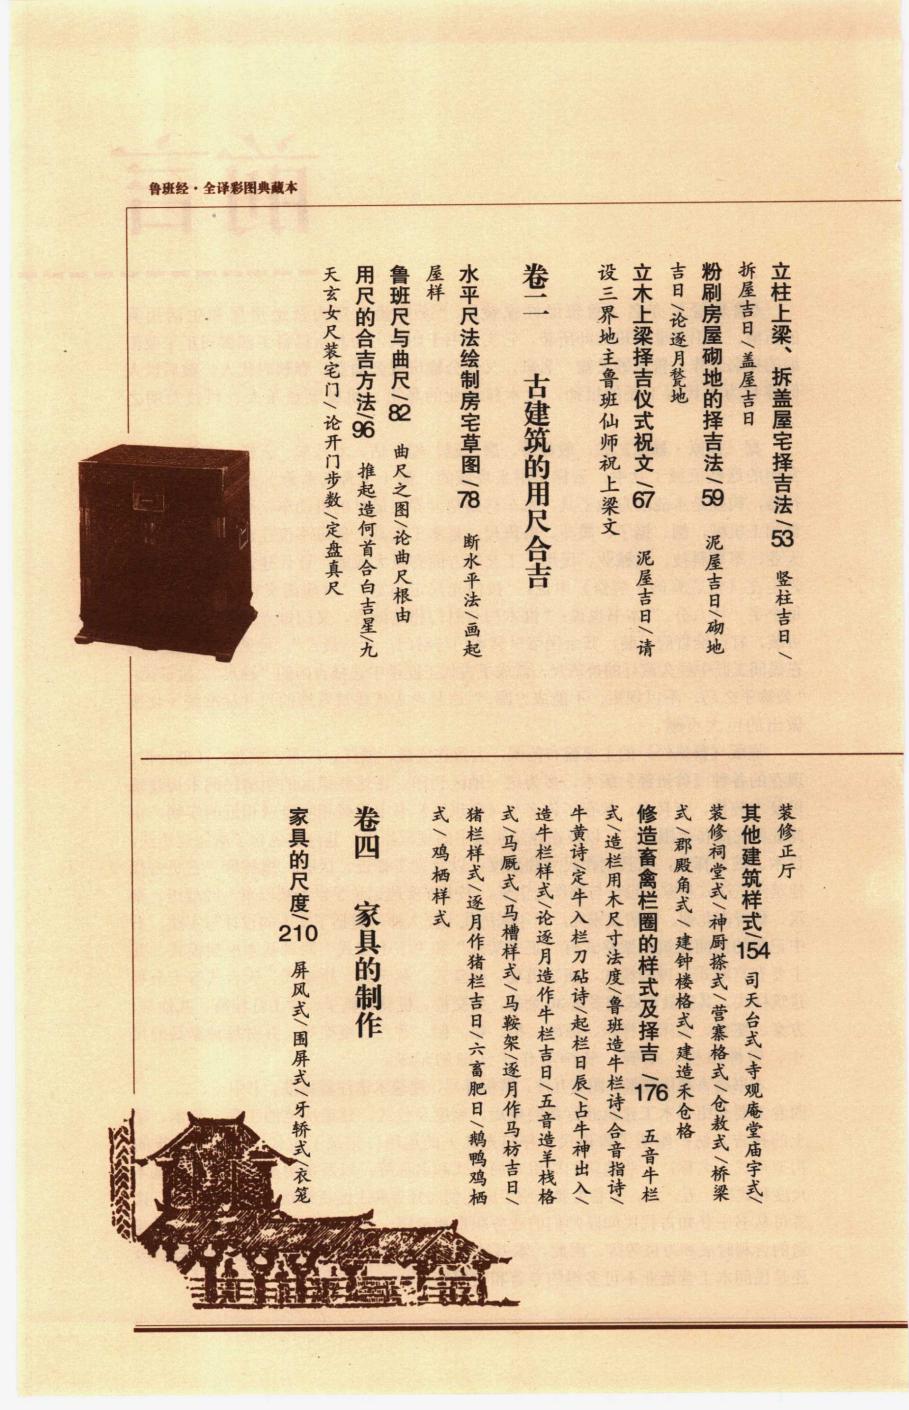 鲁班经·全译彩图典藏本
立柱上梁、拆盖屋宅择吉法/53 竖柱吉日/
拆屋吉日/盖屋吉日
粉刷房屋砌地的择吉法/59 泥屋吉日/砌地
吉日/论逐月甃地
立木上梁择吉仪式祝文/67 泥屋吉日/请
设三界地主鲁班仙师祝上梁文
卷二 古建筑的用尺合吉
水平尺法绘制房宅草图/78 断水平法/画起
屋样
鲁班尺与曲尺/82 曲尺之图/论曲尺根由
用尺的合吉方法/96 推起造何首合白吉星/九
天玄女尺装宅门/论开门步数/定盘真尺
装修正厅
其他建筑样式/154 司天台式/寺观庵堂庙宇式/
装修祠堂式/神厨搽式/营寨格式/仓敖式/桥梁
式/郡殿角式/建钟楼格式/建造禾仓格
修造畜禽栏圈的样式及择吉/176 五音牛栏
式/造栏用木尺寸法度/鲁班造牛栏诗/合音指诗/
牛黄诗/定牛入栏刀砧诗/起栏日辰/占牛神出入/
造牛栏样式/论逐月造作牛栏吉日/五音造羊栈格
式/马厩式/马槽样式/马鞍架/逐月作马枋吉日/
猪栏样式/逐月作猪栏吉日/六畜肥日/鹅鸭鸡栖
式/鸡栖样式
卷四 家具的制作
家具的尺度/210 屏风式/围屏式/牙轿式/衣笼